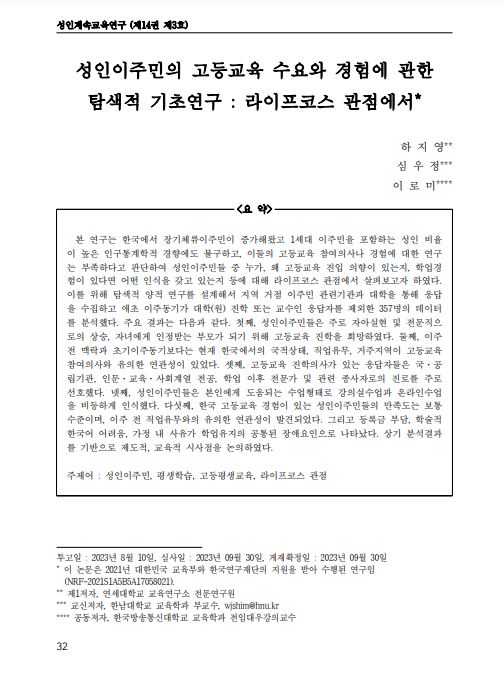 성인계속교육연구 (제14권 제3호)
성인이주민의 고등교육 수요와 경험에 관한
탐색적 기초연구 : 라이프코스 관점에서*
하 지 영**
심 우 정***
이 로 미****
<요 약>
본 연구는 한국에서 장기체류이주민이 증가해왔고 1세대 이주민을 포함하는 성인 비율
이 높은 인구통계학적 경향에도 불구하고, 이들의 고등교육 참여의사나 경험에 대한 연구
는 부족하다고 판단하여 성인이주민들 중 누가, 왜 고등교육 진입 의향이 있는지, 학업경
험이 있다면 어떤 인식을 갖고 있는지 등에 대해 라이프코스 관점에서 살펴보고자 하였다.
이를 위해 탐색적 양적 연구를 설계해서 지역 거점 이주민 관련기관과 대학을 통해 응답
을 수집하고 애초 이주동기가 대학(원) 진학 또는 교수인 응답자를 제외한 357명의 데이터
를 분석했다. 주요 결과는 다음과 같다. 첫째, 성인이주민들은 주로 자아실현 및 전문직으
로의 상승, 자녀에게 인정받는 부모가 되기 위해 고등교육 진학을 희망하였다. 둘째, 이주
전 맥락과 초기이주동기보다는 현재 한국에서의 국적상태, 직업유무, 거주지역이 고등교육
참여의사와 유의한 연관성이 있었다. 셋째, 고등교육 진학의사가 있는 성인이주민들은 국·공
립기관, 인문·교육·사회계열 전공, 학업 이후 전문가 및 관련 종사자로의 진로를 주로
선호했다. 넷째, 성인이주민들은 본인에게 도움되는 수업형태로 강의실수업과 온라인수업
을 비등하게 인식했다. 다섯째, 한국 고등교육 경험이 있는 성인이주민들의 만족도는 보통
수준이며, 이주 전 직업유무와의 유의한 연관성이 발견되었다. 그리고 등록금 부담, 학술적
한국어 어려움, 가정 내 사유가 학업유지의 공통된 장애요인으로 나타났다. 상기 분석결과
를 기반으로 제도적, 교육적 시사점을 논의하였다.
주제어 : 성인이주민, 평생학습, 고등평생교육, 라이프코스 관점
투고일 : 2023년 8월 10일, 심사일 : 2023년 09월 30일, 게재확정일 : 2023년 09월 30일
* 이 논문은 2021년 대한민국 교육부와 한국연구재단의 지원을 받아 수행된 연구임
(NRF-2021S1A5B5A17058021).
** 제1저자, 연세대학교 교육연구소 전문연구원
*** 교신저자, 한남대학교 교육학과 부교수, wjshim@hnu.kr
**** 공동저자, 한국방송통신대학교 교육학과 전임대우강의교수
32